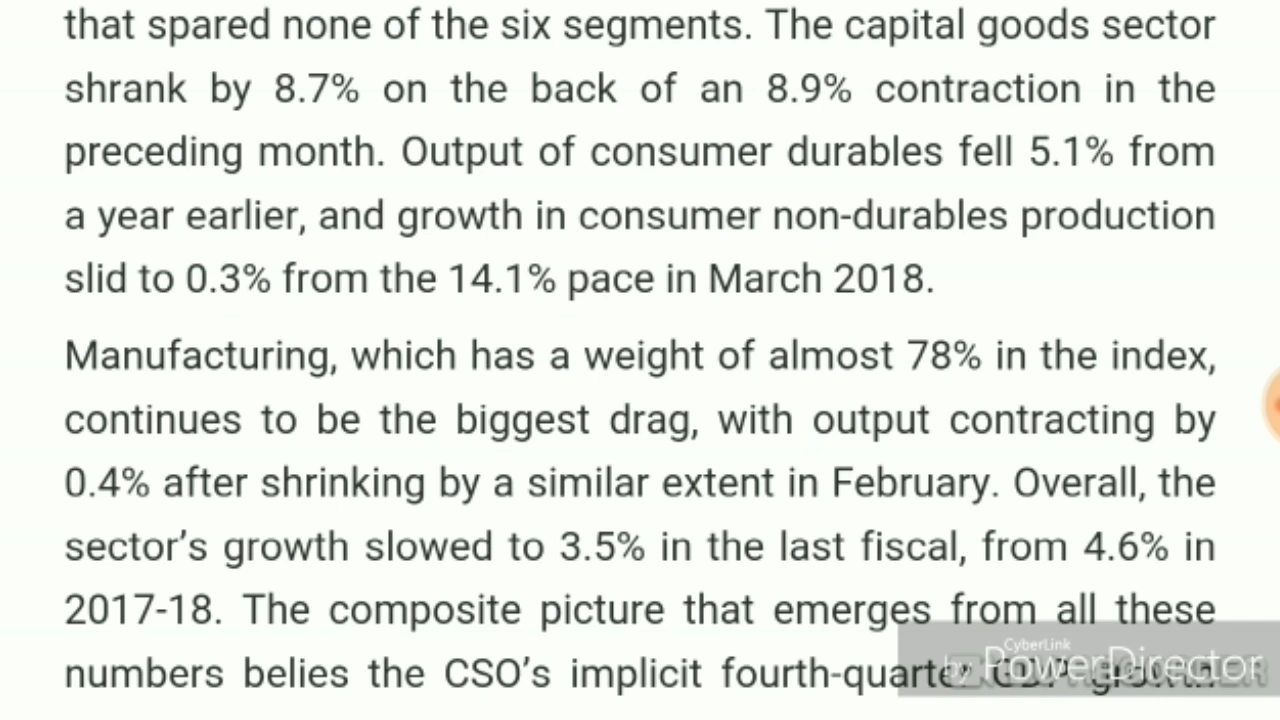 that spared none of the six segments. The capital goods sector
shrank by 8.7% on the back of an 8.9% contraction in the
preceding month. Output of consumer durables fell 5.1% from
a year earlier, and growth in consumer non-durables production
slid to 0.3% from the 14.1% pace in March 2018.
Manufacturing, which has a weight of almost 78% in the index,
continues to be the biggest drag, with output contracting by
0.4% after shrinking by a similar extent in February. Overall, the
sector’s growth slowed to 3.5% in the last fiscal, from 4.6% in
2017-18. The composite picture that emerges from all these
numbers belies the CSO’s implicit fourth-quarter GDP growth
CyberLink
by PowerDirector